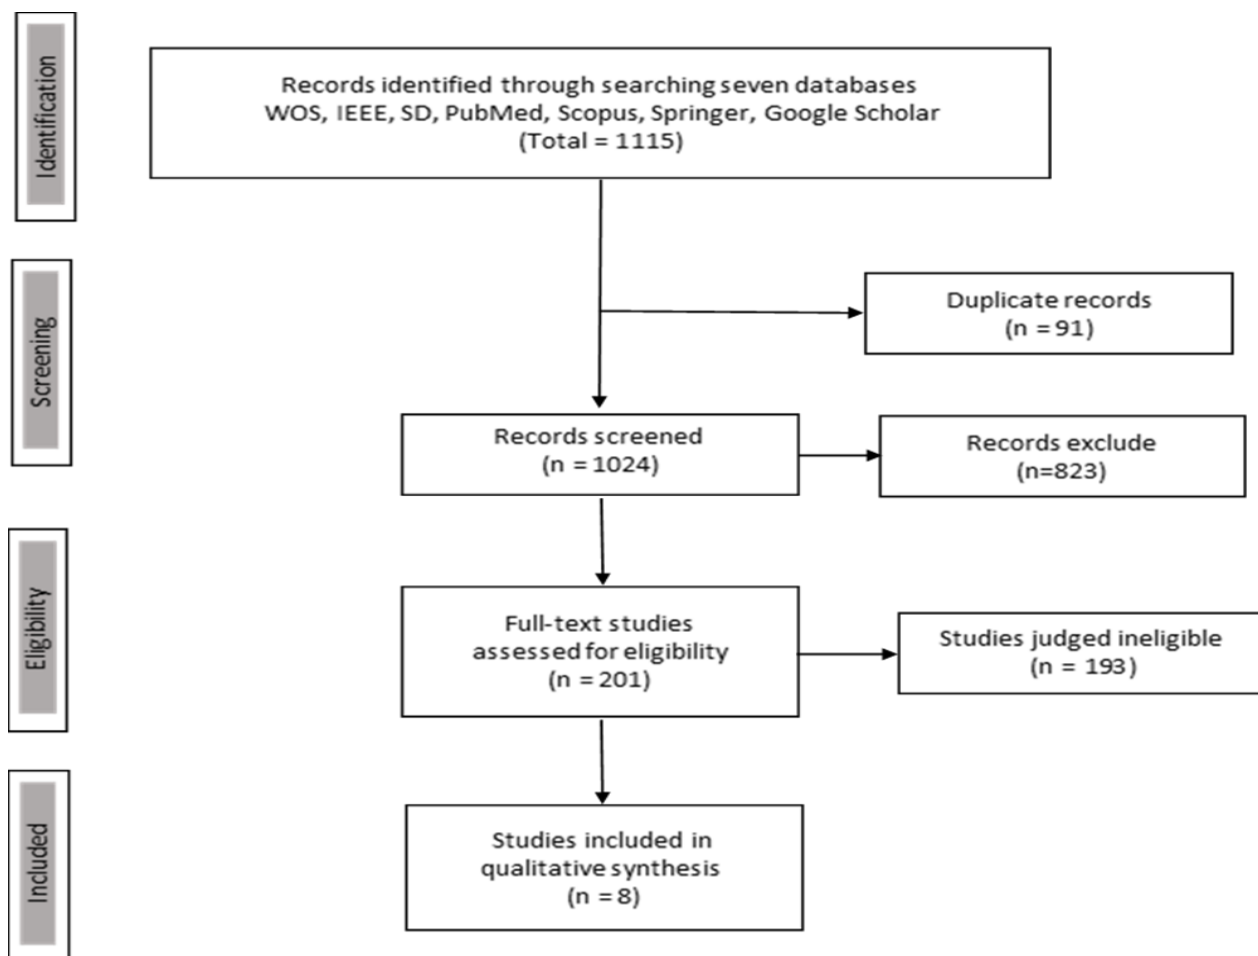 Identification
Records identified through searching seven databases
WOS, IEEE, SD, PubMed, Scopus, Springer, Google Scholar
(Total = 1115)
Screening
Duplicate records
(n = 91)
Records screened
(n = 1024)
Records exclude
(n=823)
Eligibility
Full-text studies
assessed for eligibility
(n = 201)
Studies judged ineligible
(n = 193)
Included
Studies included in
qualitative synthesis
(n = 8)